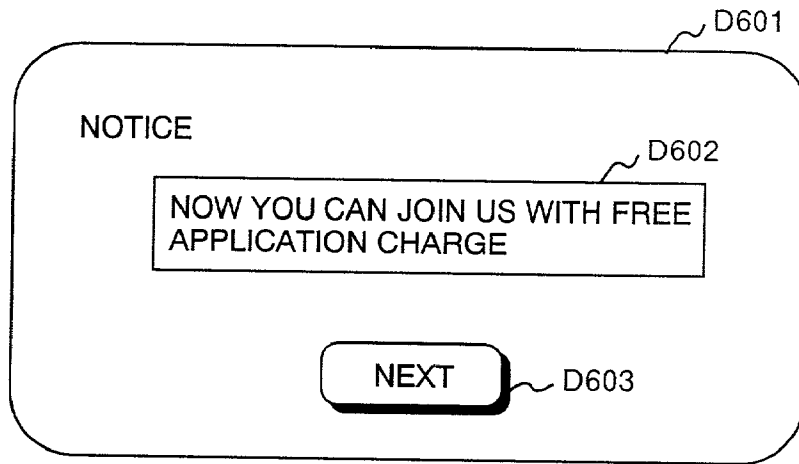 D601
NOTICE
D602
NOW YOU CAN JOIN US WITH FREE
APPLICATION CHARGE
NEXT
D603